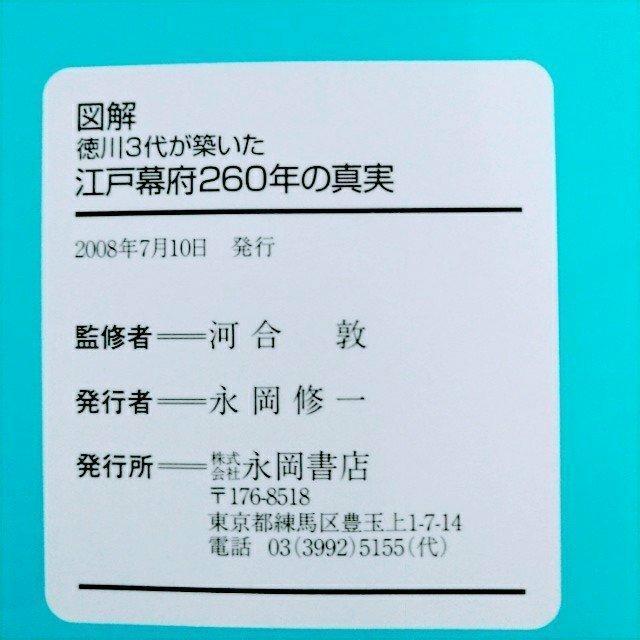 図解
徳川3代が築いた
江戸幕府260年の真実
2008年7月10日　発行
監修者══河合　敦
発行者══永岡修一
発行所══株式会社永岡書店
〒176-8518
東京都練馬区豊玉上1-7-14
電話　03(3992)5155(代)